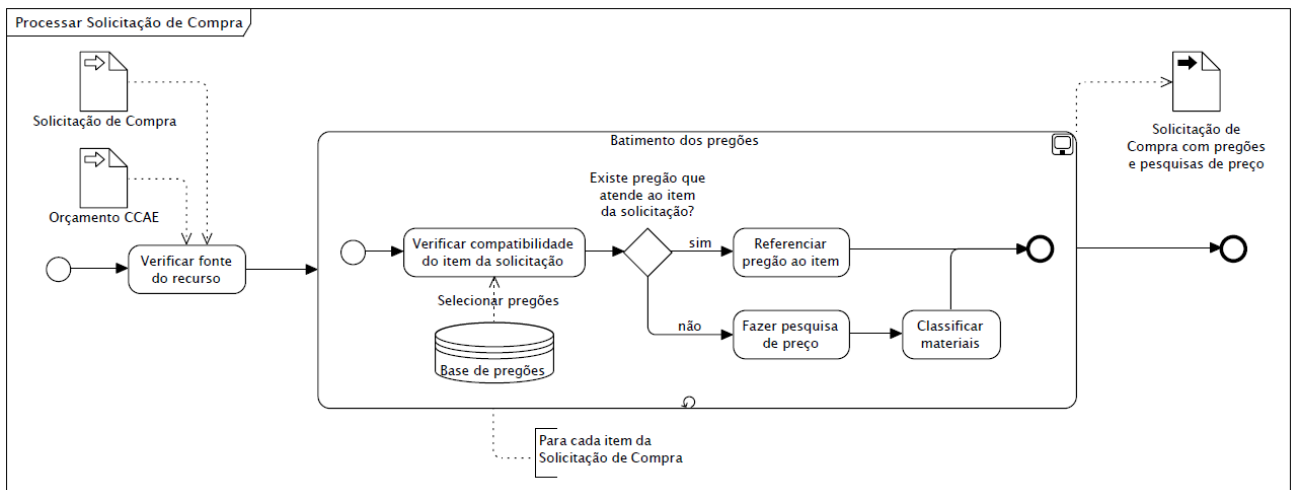 Processar Solicitação de Compra
Solicitação de Compra
Orçamento CCAE
Verificar fonte
do recurso
Batimento dos pregões
Existe pregão que
atende ao item
da solicitação?
Verificar compatibilidade
do item da solicitação
sim
Referenciar
pregão ao item
Selecionar pregões
Base de pregões
não
Fazer pesquisa
de preço
Classificar
materiais
Para cada item da
Solicitação de Compra
Solicitação de
Compra com pregões
e pesquisas de preço